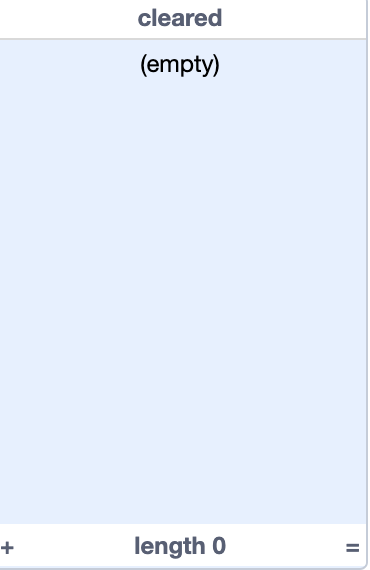 cleared
(empty)
+ length 0 =